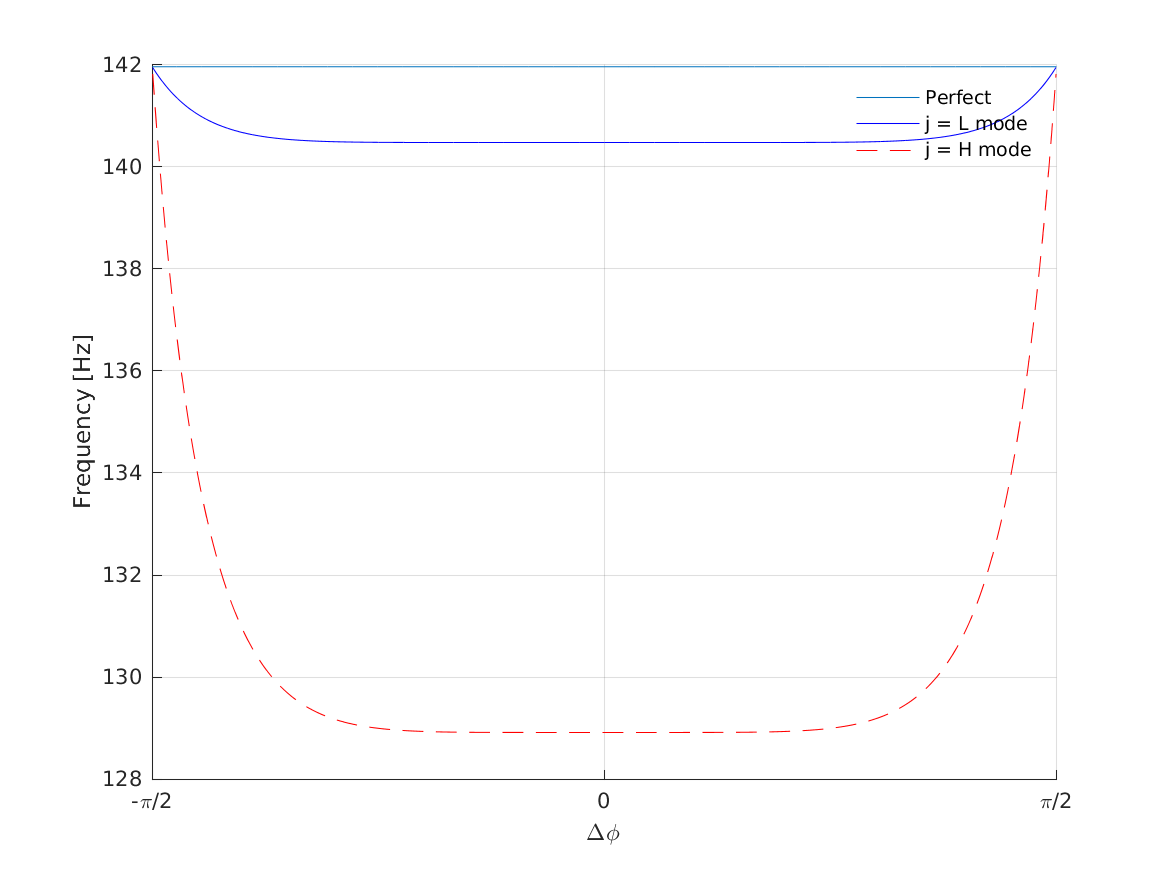 142
140
138
136
134
132
130
128
Frequency [Hz]
Perfect
j = L mode
j = H mode
-π/2
0
π/2
Δϕ